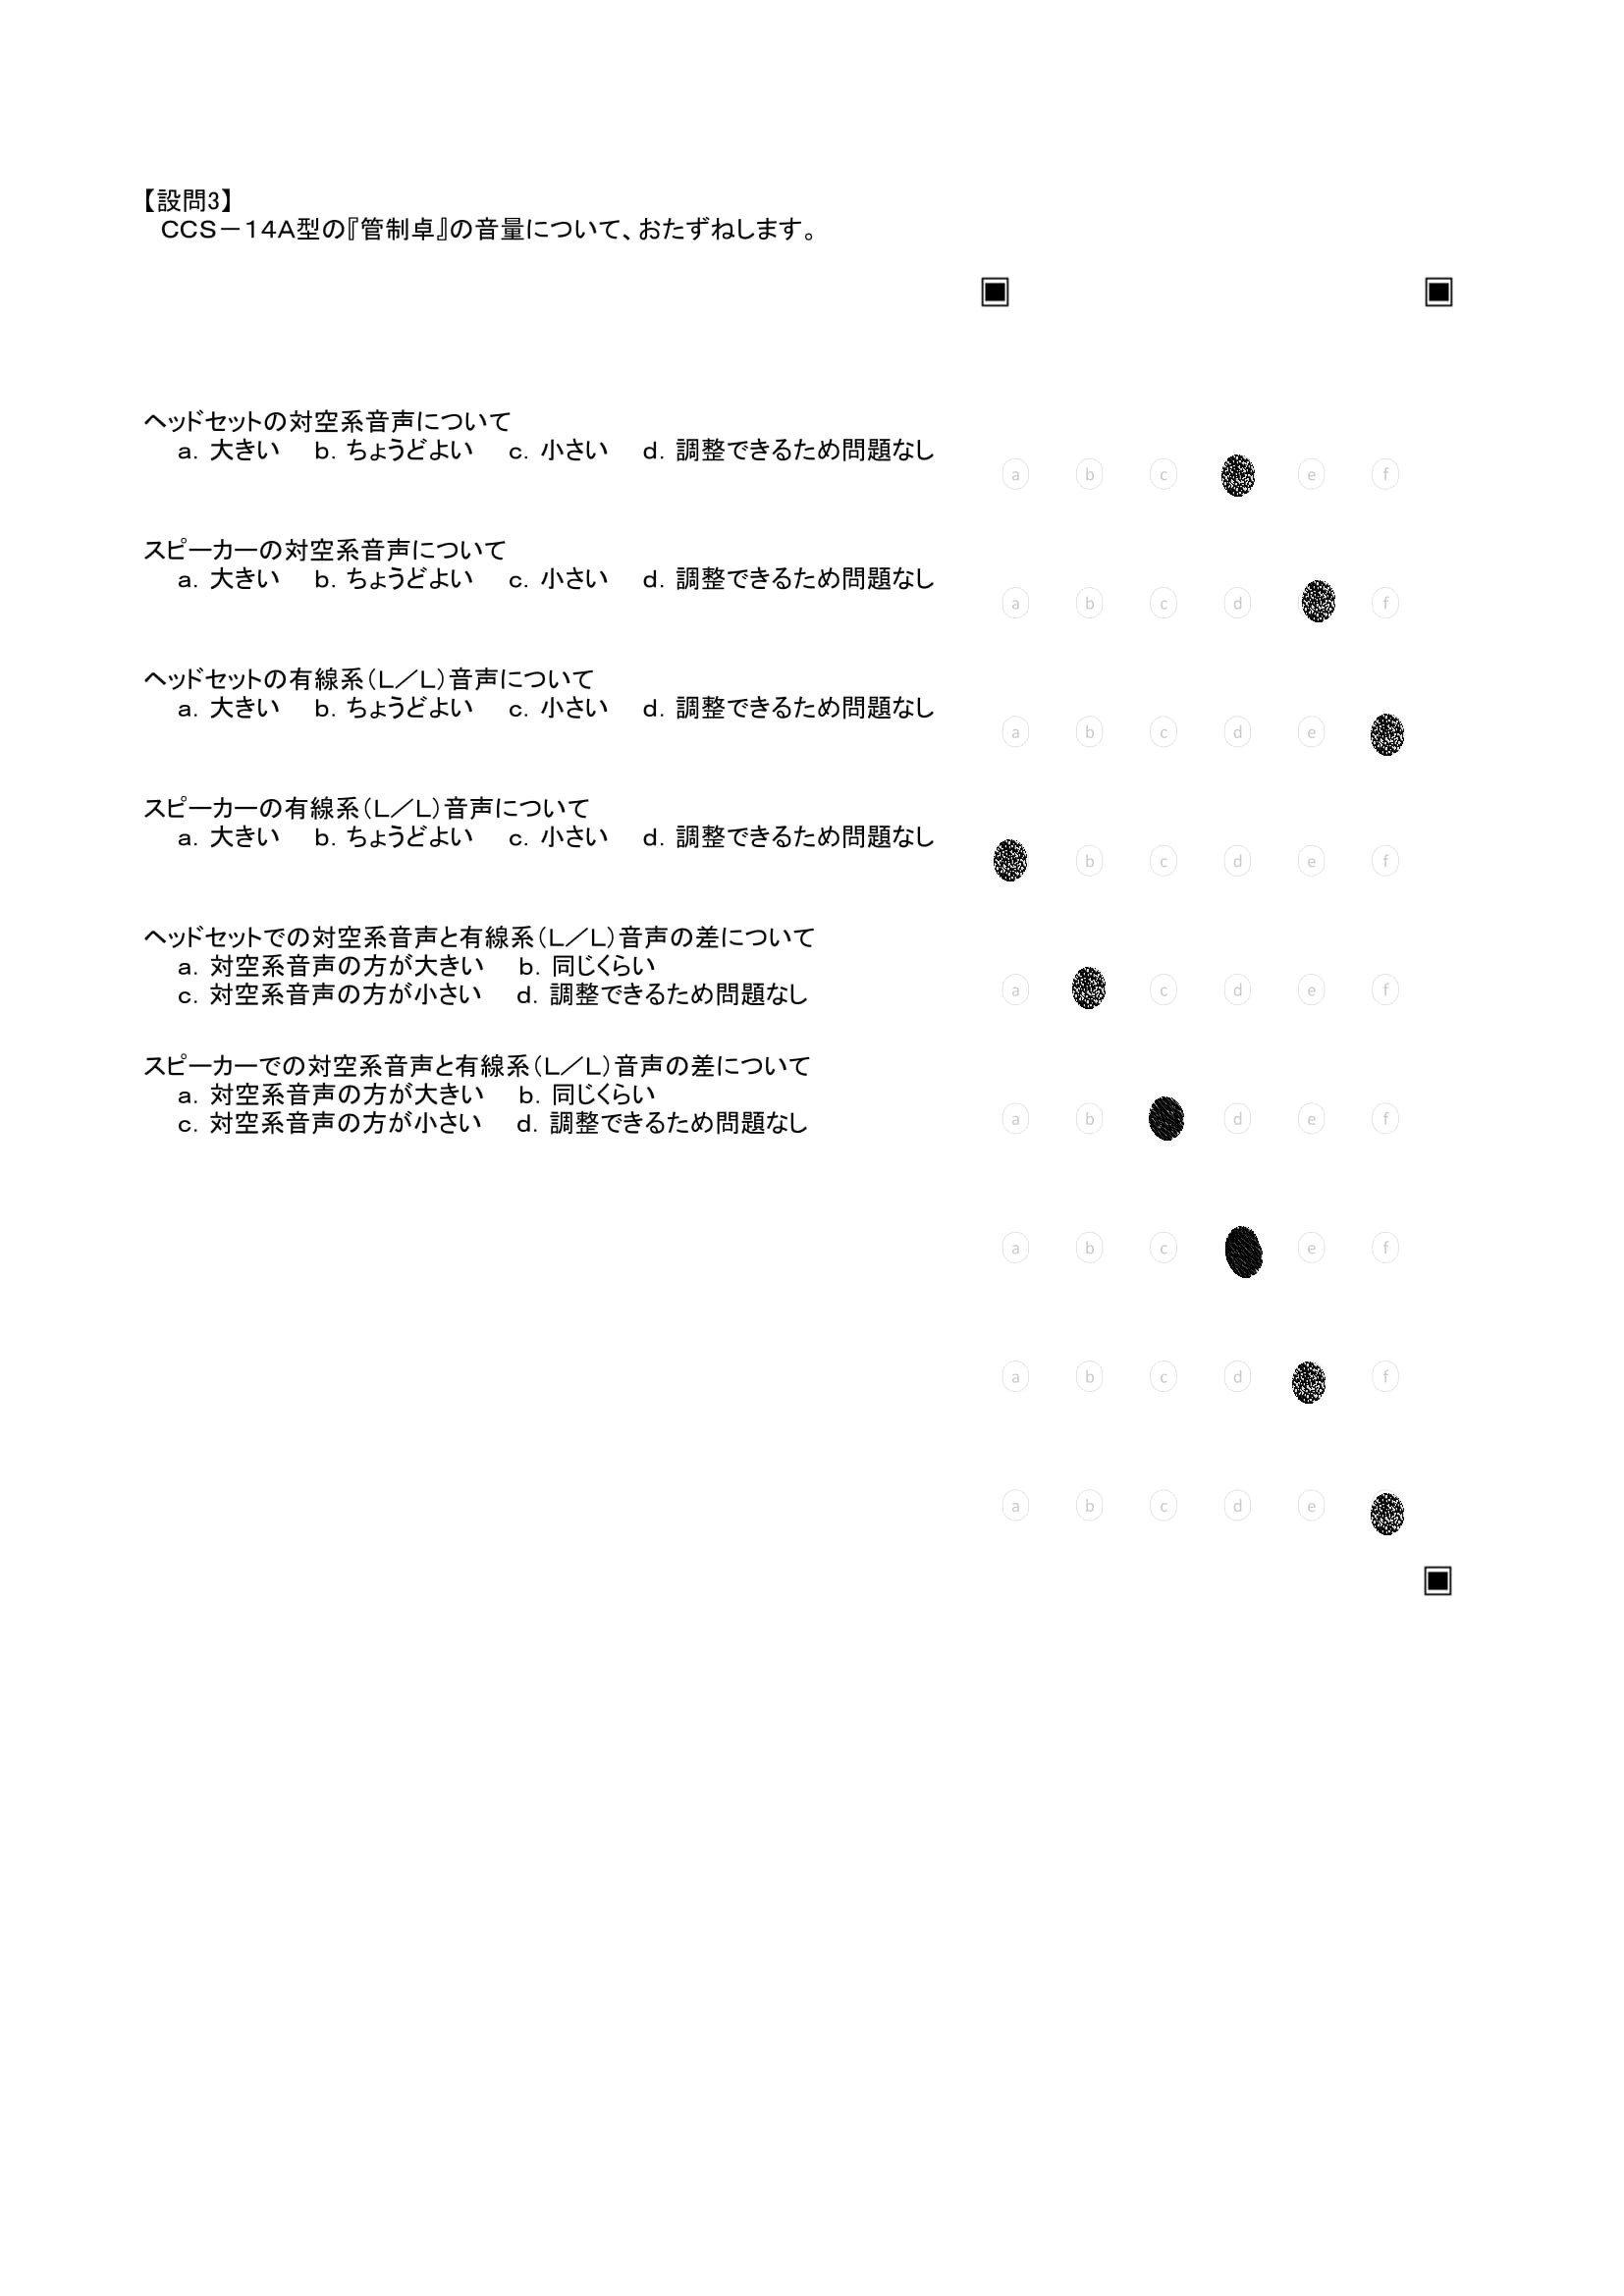 【設問3】
ＣＣＳ－１４Ａ型の『管制卓』の音量について、おたずねします。
ヘッドセットの対空系音声について
a. 大きい b. ちょうどよい c. 小さい d. 調整できるため問題なし
a b c e f
スピーカーの対空系音声について
a. 大きい b. ちょうどよい c. 小さい d. 調整できるため問題なし
a b c d f
ヘッドセットの有線系（Ｌ／Ｌ）音声について
a. 大きい b. ちょうどよい c. 小さい d. 調整できるため問題なし
a b c d e
スピーカーの有線系（Ｌ／Ｌ）音声について
a. 大きい b. ちょうどよい c. 小さい d. 調整できるため問題なし
b c d e f
ヘッドセットでの対空系音声と有線系（Ｌ／Ｌ）音声の差について
a. 対空系音声の方が大きい b. 同じくらい
a c d e f
c. 対空系音声の方が小さい d. 調整できるため問題なし
スピーカーでの対空系音声と有線系（Ｌ／Ｌ）音声の差について
a. 対空系音声の方が大きい b. 同じくらい
c. 対空系音声の方が小さい d. 調整できるため問題なし
a b d e f
a b c e f
a b c d f
a b c d e